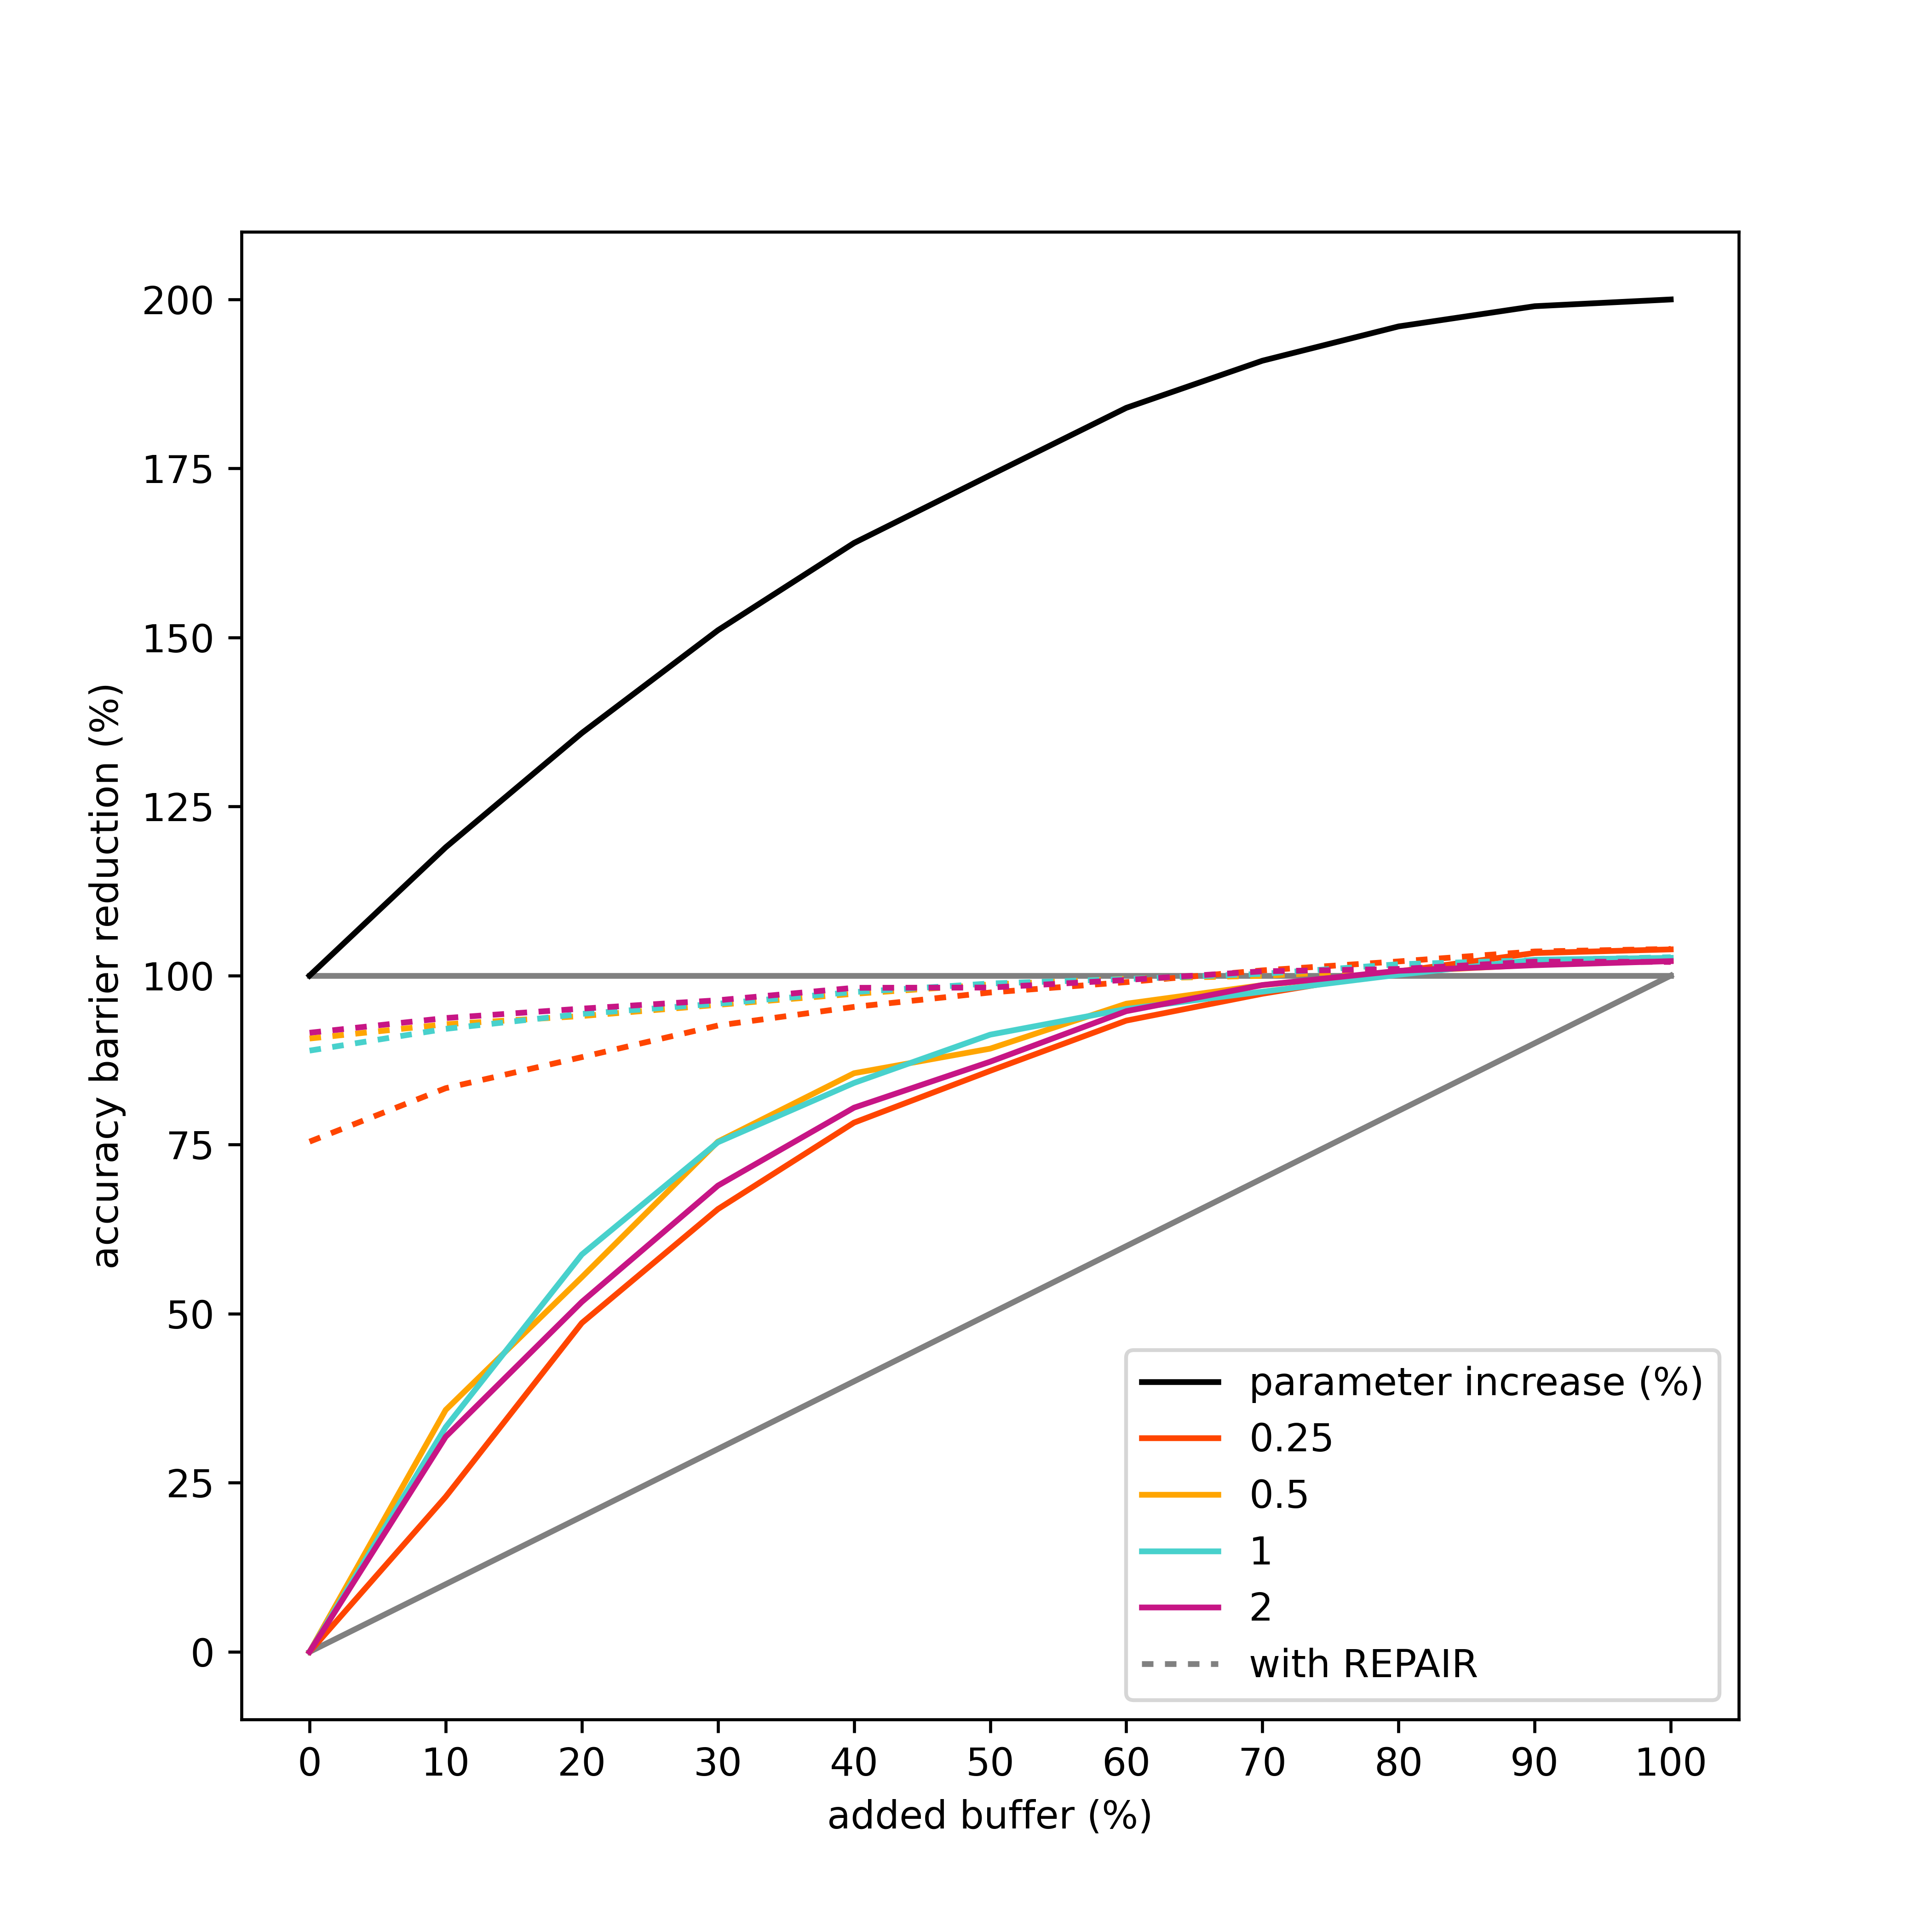 200
175
150
125
100
75
50
25
0
accuracy barrier reduction (%)
parameter increase (%)
0.25
0.5
1
2
with REPAIR
0 10 20 30 40 50 60 70 80 90 100
added buffer (%)